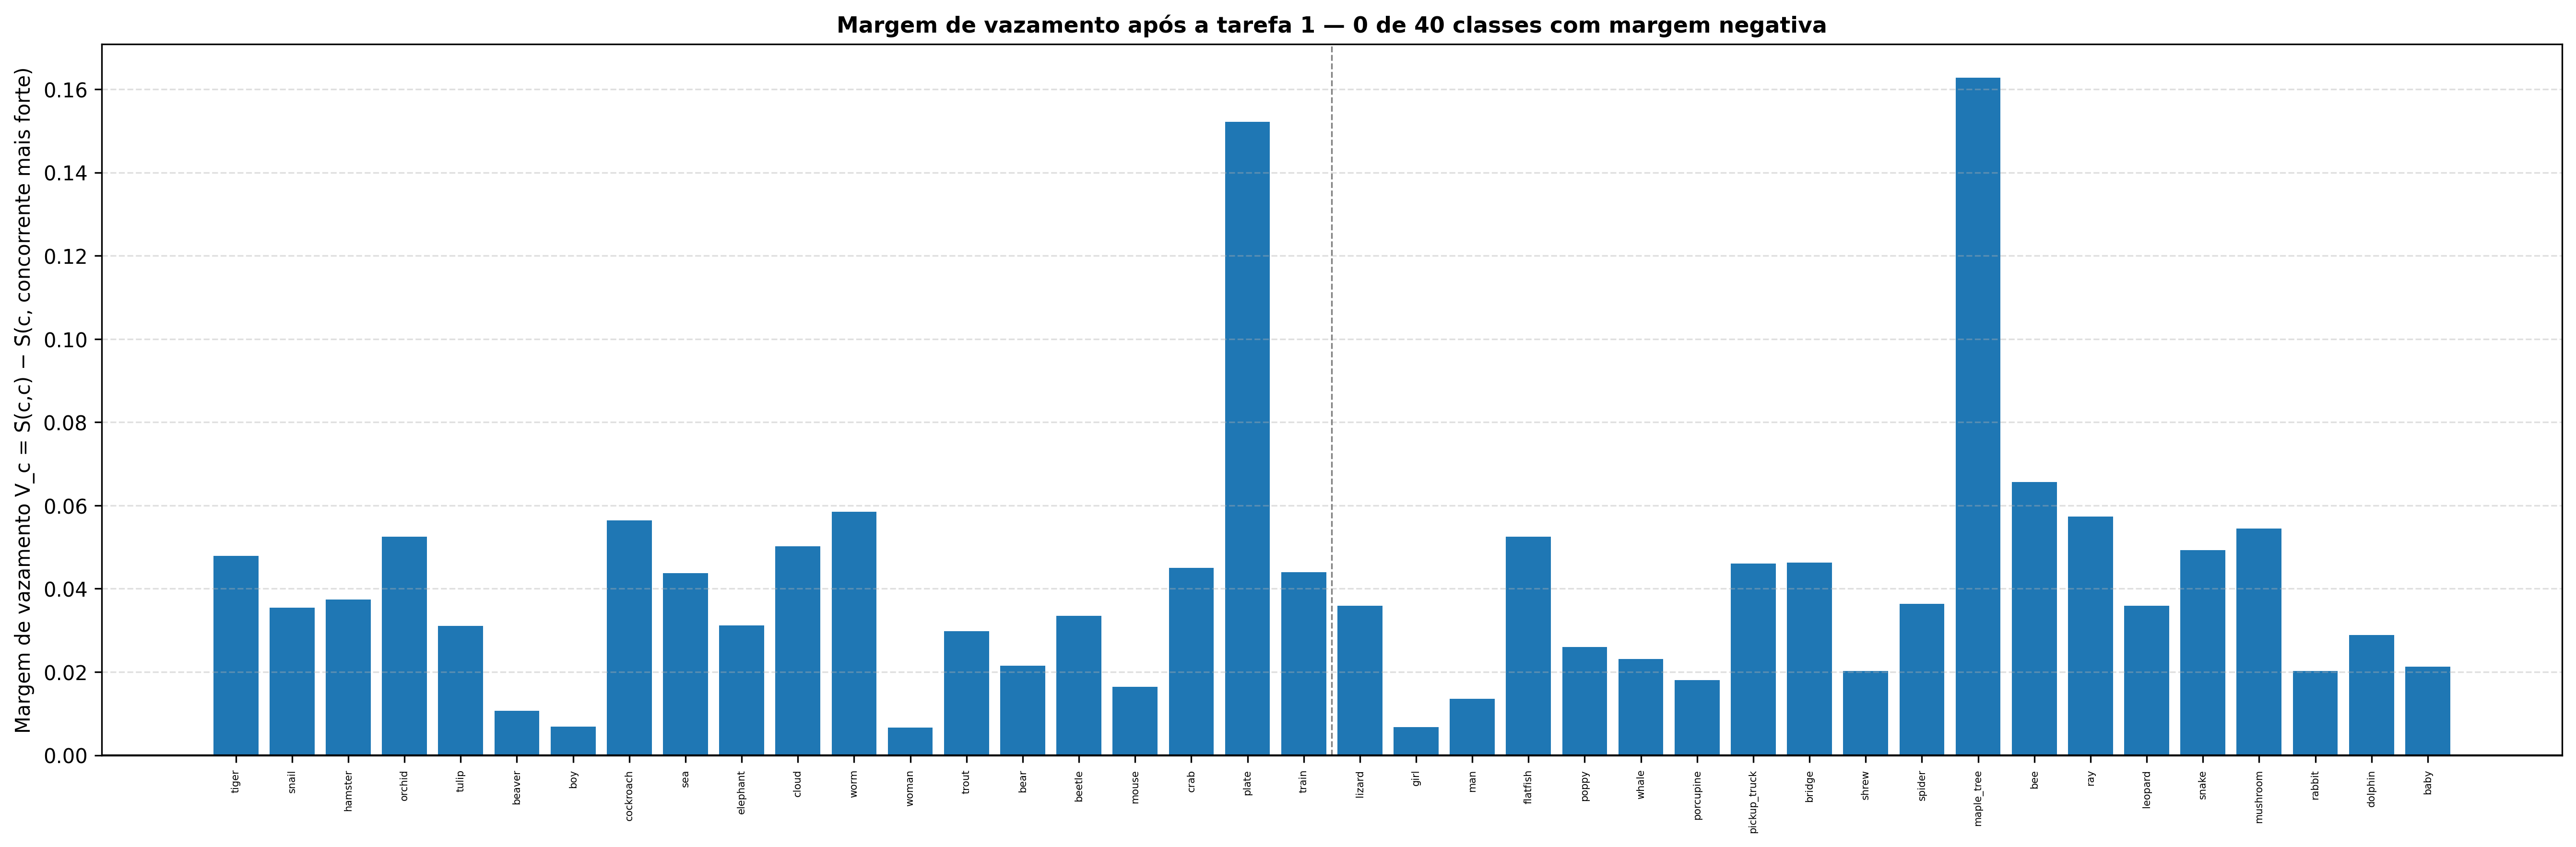 Margem de vazamento após a tarefa 1 — 0 de 40 classes com margem negativa
Margem de vazamento V_c = S(c,c) − S(c, concorrente mais forte)
0.16
0.14
0.12
0.10
0.08
0.06
0.04
0.02
0.00
tiger
snail
hamster
orchid
tulip
beaver
boy
cockroach
sea
elephant
cloud
worm
woman
trout
bear
beetle
mouse
crab
plate
train
lizard
girl
man
flatfish
poppy
whale
porcupine
pickup_truck
bridge
shrew
spider
maple_tree
bee
ray
leopard
snake
mushroom
rabbit
dolphin
baby